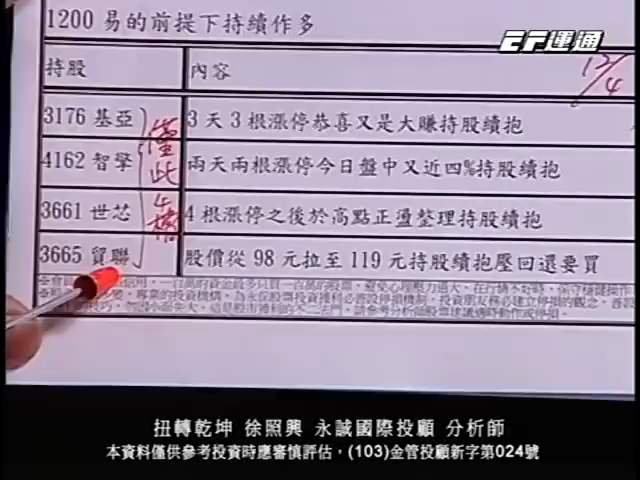 1200 易的前提下持續作多
EF運通
12/4
持股 內容
3176 基亞 3 天 3 根漲停恭喜又是大賺持股續抱
4162 智擎 兩天兩根漲停今日盤中又近四%持股續抱
3661 世芯 4 根漲停之後於高點正盪整理持股續抱
3665 貿聯 股價從 98 元拉至 119 元持股續抱壓回還要買
僅此4檔
扭轉乾坤 徐照興 永誠國際投顧 分析師
本資料僅供參考投資時應審慎評估，(103)金管投顧新字第024號